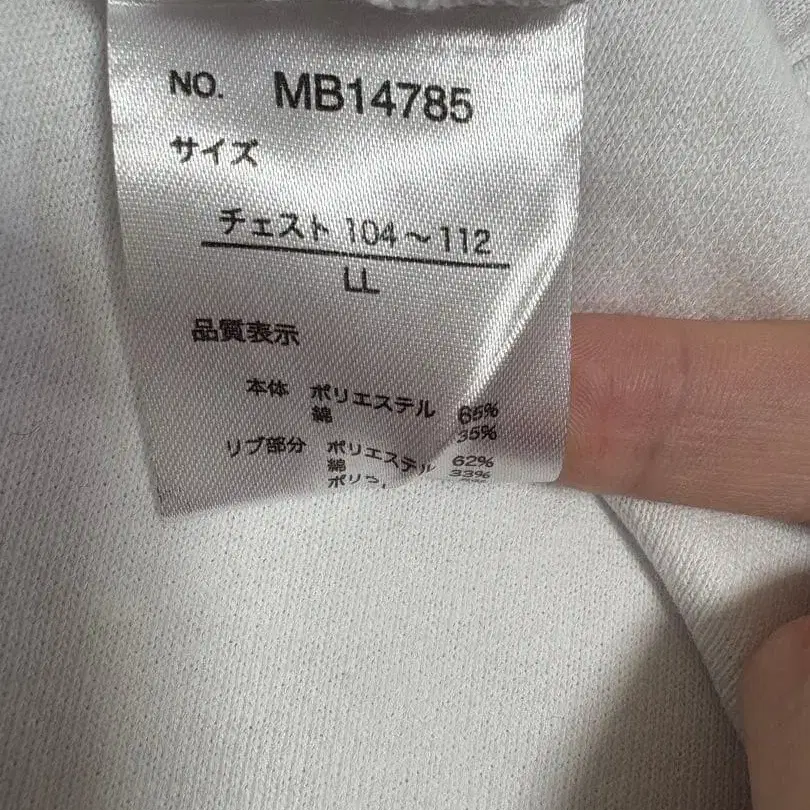 NO. MB14785
サイズ
チェスト 104～112
LL
品質表示
本体 ポリエステル 65%
綿 35%
リブ部分 ポリエステル 62%
綿 33%